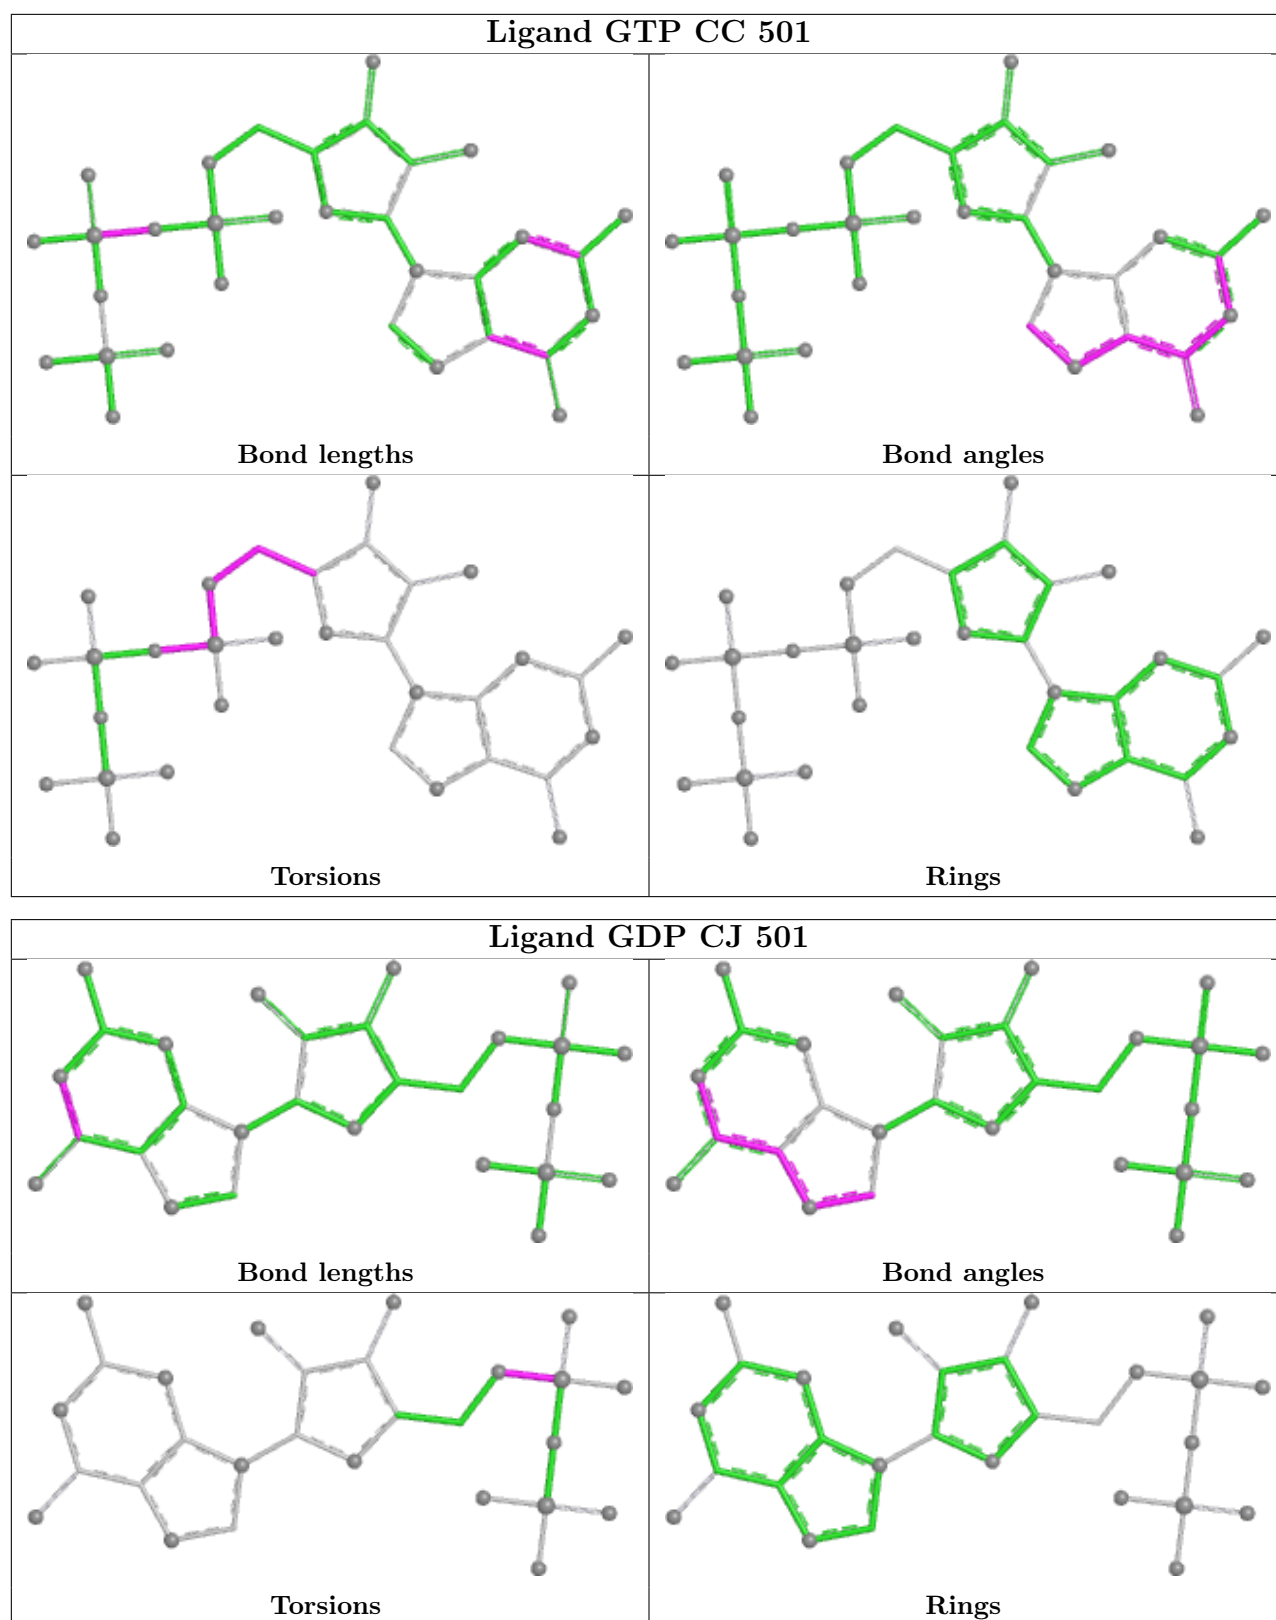 Ligand GTP CC 501
Bond lengths
Bond angles
Torsions
Rings
Ligand GDP CJ 501
Bond lengths
Bond angles
Torsions
Rings